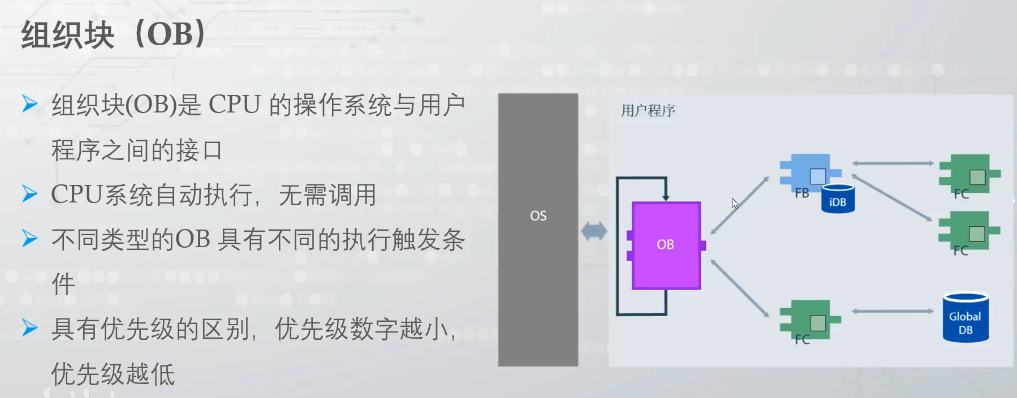 组织块（OB）
组织块(OB)是 CPU 的操作系统与用户
程序之间的接口
CPU系统自动执行，无需调用
不同类型的OB 具有不同的执行触发条
件
具有优先级的区别，优先级数字越小，
优先级越低
用户程序
OS
OB
FB
iDB
FC
FC
FC
Global
DB